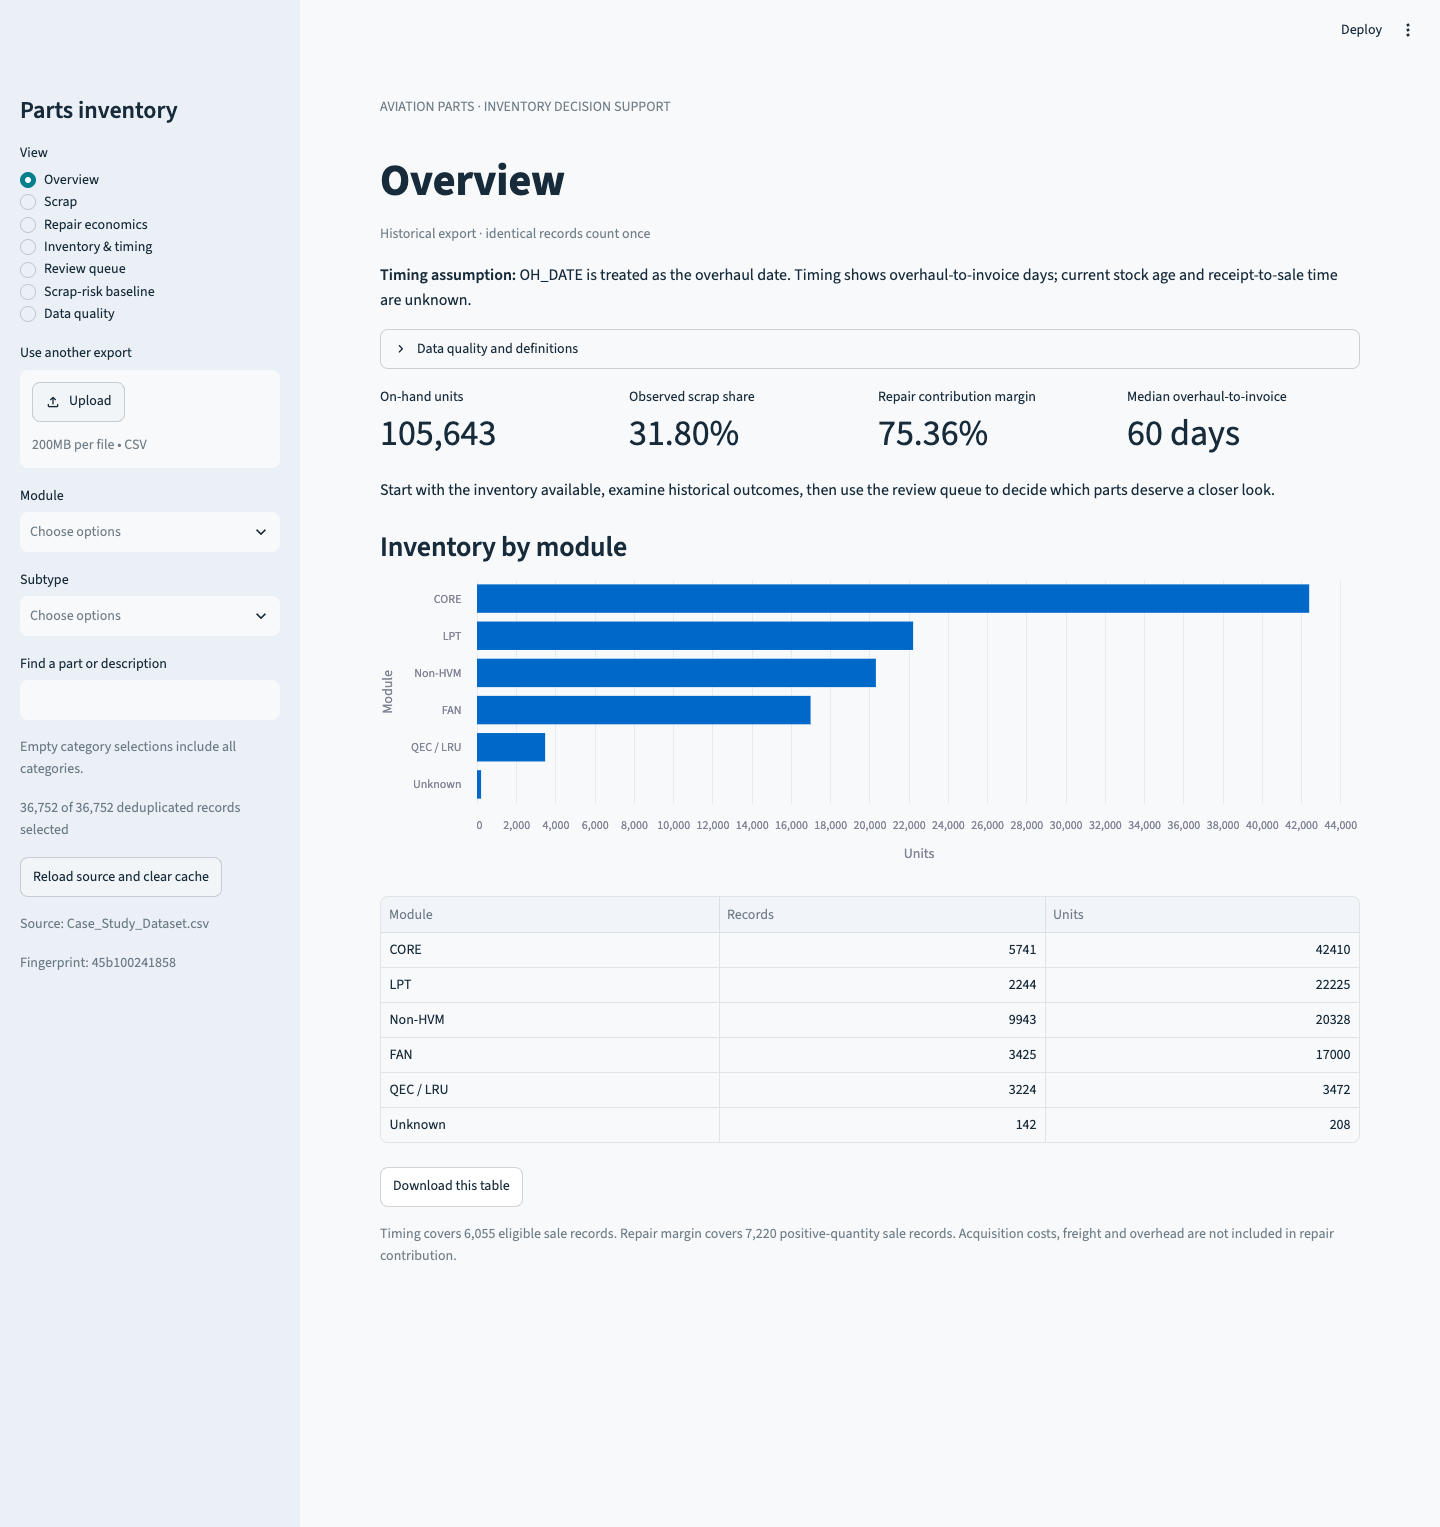 Deploy
Parts inventory
View
Overview
Scrap
Repair economics
Inventory & timing
Review queue
Scrap-risk baseline
Data quality
Use another export
Upload
200MB per file • CSV
Module
Choose options
Subtype
Choose options
Find a part or description
Empty category selections include all
categories.
36,752 of 36,752 deduplicated records
selected
Reload source and clear cache
Source: Case_Study_Dataset.csv
Fingerprint: 45b100241858
AVIATION PARTS · INVENTORY DECISION SUPPORT
Overview
Historical export · identical records count once
Timing assumption: OH_DATE is treated as the overhaul date. Timing shows overhaul-to-invoice days; current stock age and receipt-to-sale time
are unknown.
Data quality and definitions
On-hand units Observed scrap share Repair contribution margin Median overhaul-to-invoice
105,643 31.80% 75.36% 60 days
Start with the inventory available, examine historical outcomes, then use the review queue to decide which parts deserve a closer look.
Inventory by module
Module
CORE
LPT
Non-HVM
FAN
QEC / LRU
Unknown
0 2,000 4,000 6,000 8,000 10,000 12,000 14,000 16,000 18,000 20,000 22,000 24,000 26,000 28,000 30,000 32,000 34,000 36,000 38,000 40,000 42,000 44,000
Units
Module Records Units
CORE 5741 42410
LPT 2244 22225
Non-HVM 9943 20328
FAN 3425 17000
QEC / LRU 3224 3472
Unknown 142 208
Download this table
Timing covers 6,055 eligible sale records. Repair margin covers 7,220 positive-quantity sale records. Acquisition costs, freight and overhead are not included in repair
contribution.